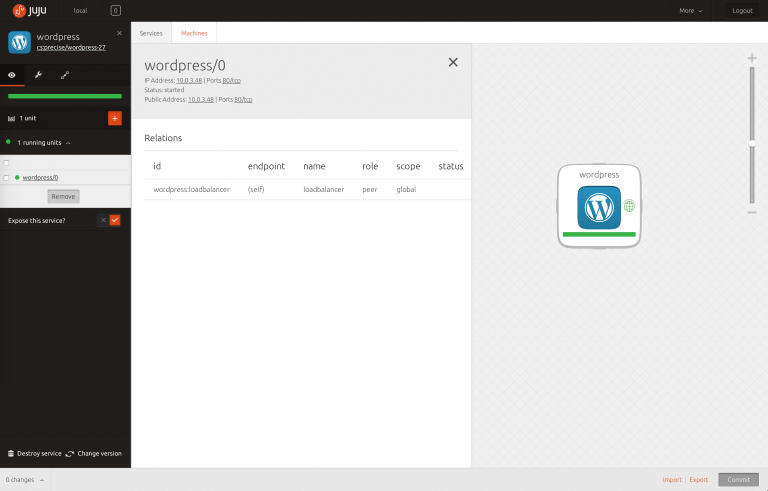 juju
local
0
More
Logout
wordpress
cs:precise/wordpress-27
Services
Machines
1 unit
1 running units
wordpress/0
Remove
Expose this service?
Destroy service
Change version
wordpress/0
IP Address: 10.0.3.48 | Ports 80/tcp
Status: started
Public Address: 10.0.3.48 | Ports 80/tcp
Relations
id endpoint name role scope status
wordpress:loadbalancer (self) loadbalancer peer global
wordpress
0 changes
Import | Export
Commit